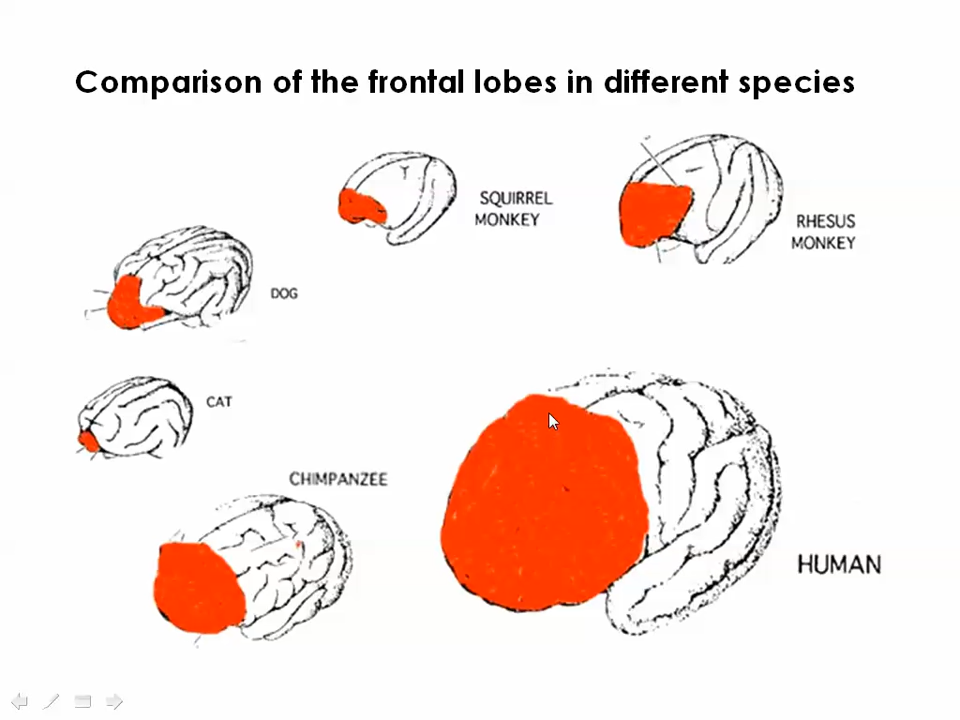 Comparison of the frontal lobes in different species
SQUIRREL
MONKEY
RHESUS
MONKEY
DOG
CAT
CHIMPANZEE
HUMAN